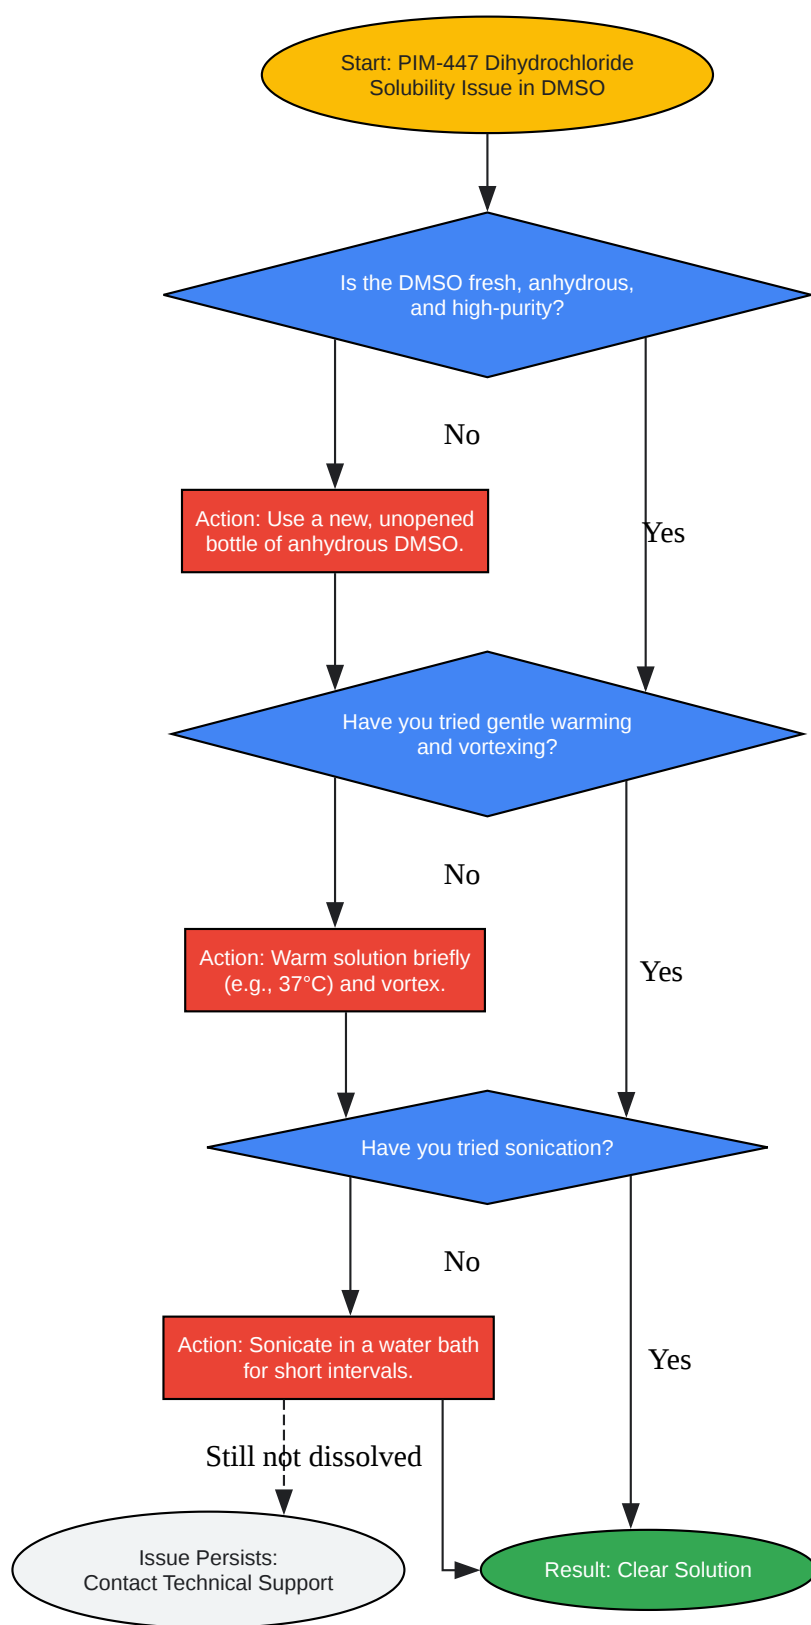 Start: PIM-447 Dihydrochloride
Solubility Issue in DMSO
Is the DMSO fresh, anhydrous,
and high-purity?
No
Action: Use a new, unopened
bottle of anhydrous DMSO.
Yes
Have you tried gentle warming
and vortexing?
No
Action: Warm solution briefly
(e.g., 37°C) and vortex.
Yes
Have you tried sonication?
No
Action: Sonicate in a water bath
for short intervals.
Yes
Still not dissolved
Issue Persists:
Contact Technical Support
Result: Clear Solution